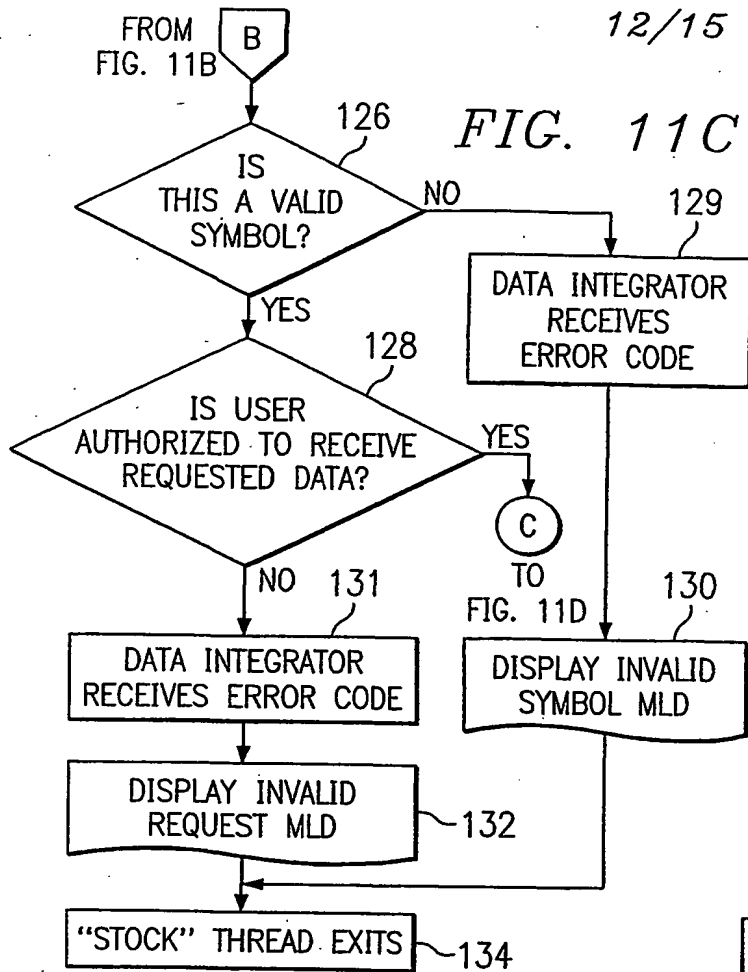 12/15
FROM
FIG. 11B
B
FIG. 11C
126
IS
THIS A VALID
SYMBOL?
NO
129
DATA INTEGRATOR
RECEIVES
ERROR CODE
YES
128
IS USER
AUTHORIZED TO RECEIVE
REQUESTED DATA?
YES
C
TO
FIG. 11D
NO
131
DATA INTEGRATOR
RECEIVES ERROR CODE
130
DISPLAY INVALID
SYMBOL MLD
DISPLAY INVALID
REQUEST MLD
132
"STOCK" THREAD EXITS
134